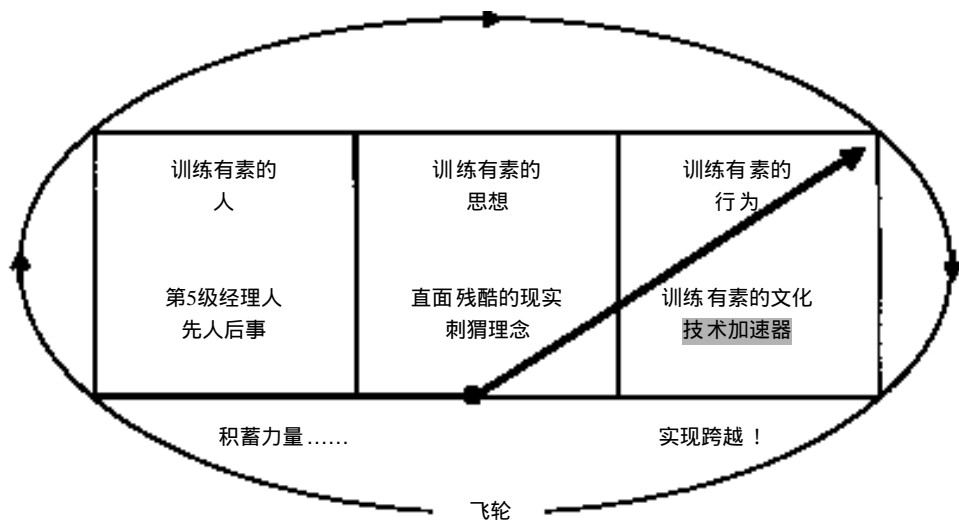 训练有素的
人
训练有素的
思想
训练有素的
行为
第5级经理人
先人后事
直面残酷的现实
刺猬理念
训练有素的文化
技术加速器
积蓄力量……
实现跨越！
飞轮